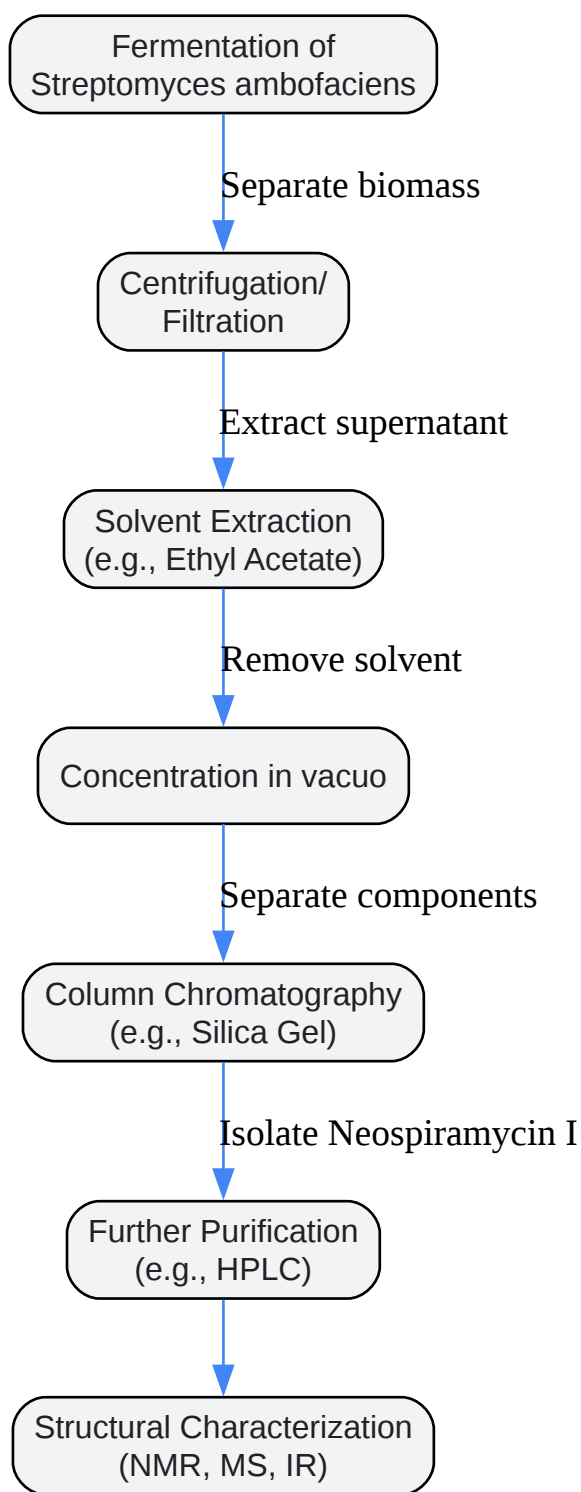 Fermentation of
Streptomyces ambofaciens
Separate biomass
Centrifugation/
Filtration
Extract supernatant
Solvent Extraction
(e.g., Ethyl Acetate)
Remove solvent
Concentration in vacuo
Separate components
Column Chromatography
(e.g., Silica Gel)
Isolate Neospiramycin I
Further Purification
(e.g., HPLC)
Structural Characterization
(NMR, MS, IR)